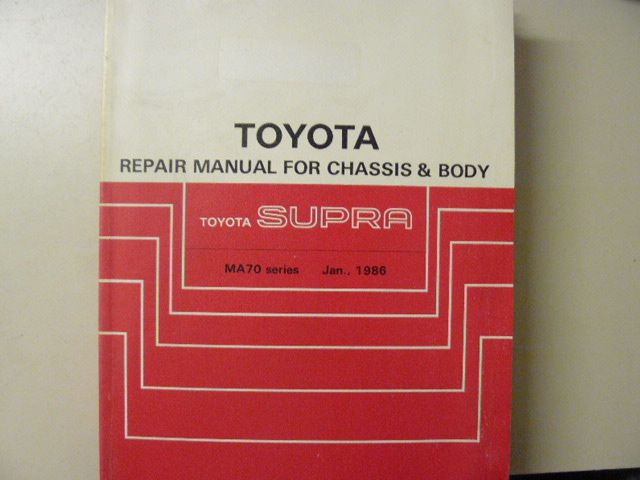 TOYOTA
REPAIR MANUAL FOR CHASSIS & BODY
TOYOTA SUPRA
MA70 series Jan., 1986